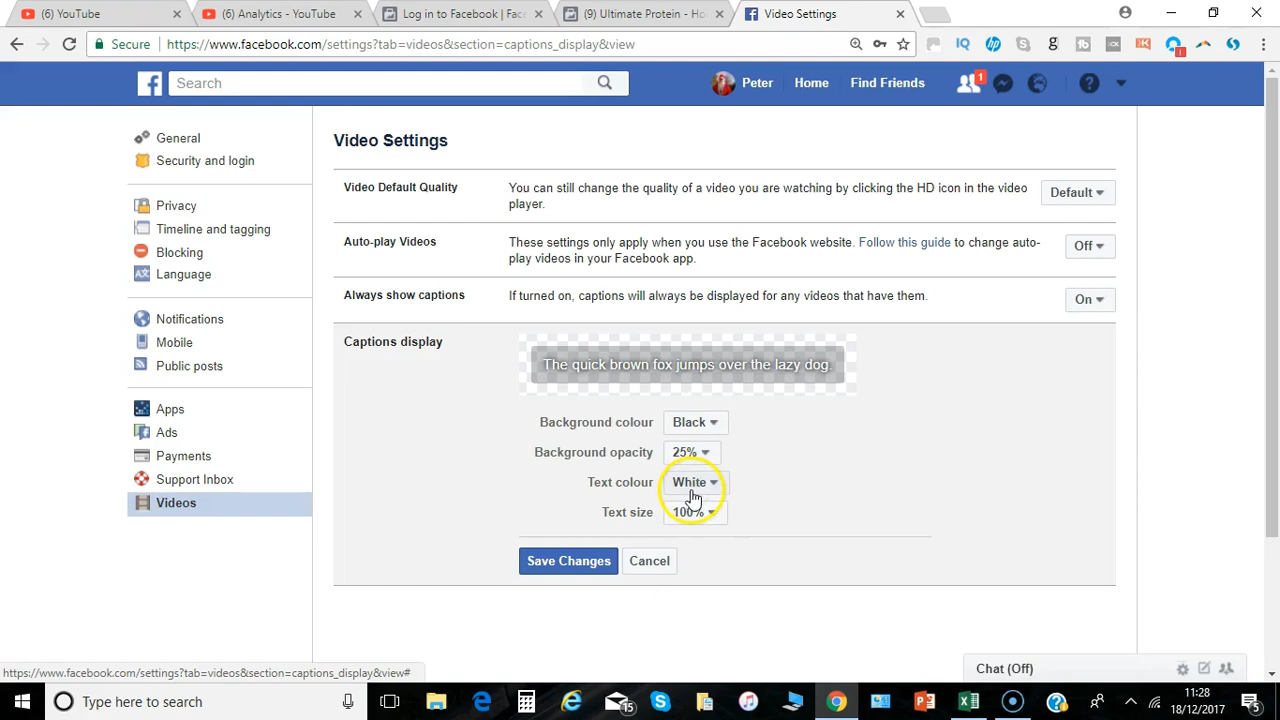 (6) YouTube
(6) Analytics - YouTube
Log in to Facebook | Fac
(9) Ultimate Protein - Ho
Video Settings
Secure
https://www.facebook.com/settings?tab=videos&section=captions_display&view
Search
Peter
Home
Find Friends
1
General
Security and login
Privacy
Timeline and tagging
Blocking
Language
Notifications
Mobile
Public posts
Apps
Ads
Payments
Support Inbox
Videos
Video Settings
Video Default Quality
You can still change the quality of a video you are watching by clicking the HD icon in the video
player.
Default
Auto-play Videos
These settings only apply when you use the Facebook website. Follow this guide to change auto-
play videos in your Facebook app.
Off
Always show captions
If turned on, captions will always be displayed for any videos that have them.
On
Captions display
The quick brown fox jumps over the lazy dog.
Background colour
Black
Background opacity
25%
Text colour
White
Text size
100%
Save Changes
Cancel
https://www.facebook.com/settings?tab=videos&section=captions_display&view#
Chat (Off)
Type here to search
15
11:28
18/12/2017
5